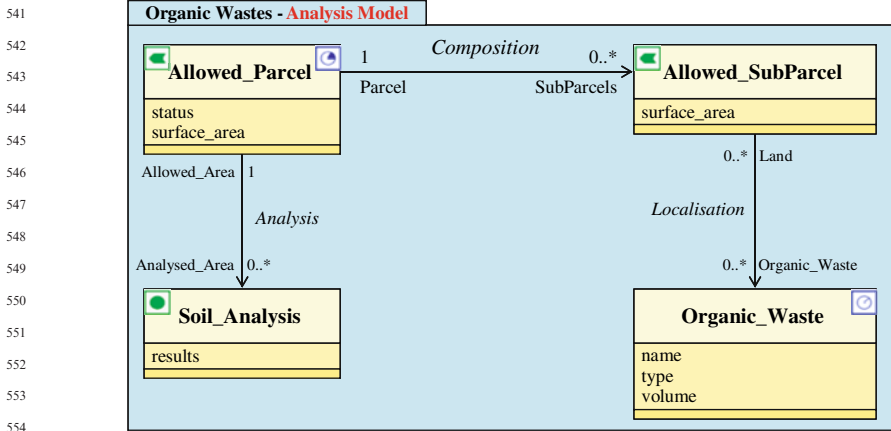 541
Organic Wastes - Analysis Model
542
1 Composition 0..*
543
Allowed_Parcel Allowed_SubParcel
Parcel SubParcels
544
status surface_area
surface_area
545
546
0..* Land
Allowed_Area 1
547
Analysis Localisation
548
549
Analysed_Area 0..* 0..* Organic_Waste
550
Soil_Analysis Organic_Waste
551
552
results name
type
553
volume
554